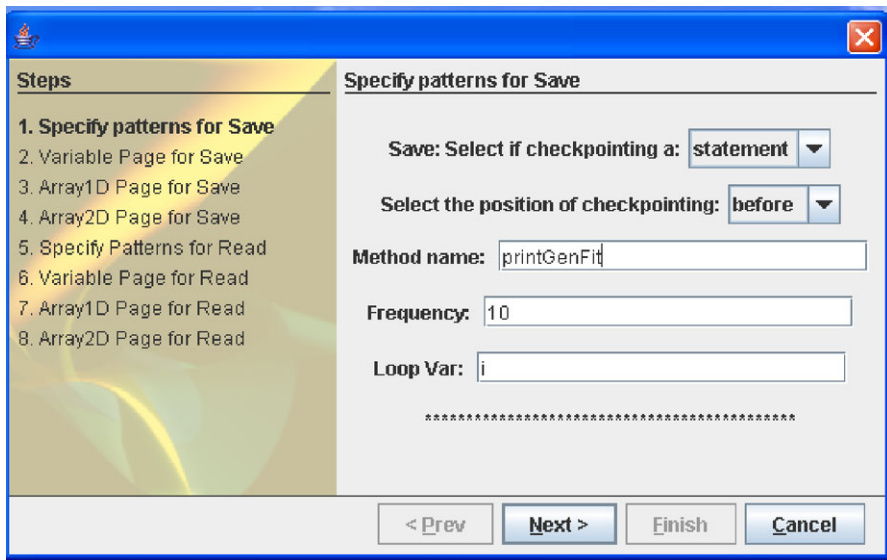 Steps
1. Specify patterns for Save
2. Variable Page for Save
3. Array1D Page for Save
4. Array2D Page for Save
5. Specify Patterns for Read
6. Variable Page for Read
7. Array1D Page for Read
8. Array2D Page for Read
Specify patterns for Save
Save: Select if checkpointing a: statement
Select the position of checkpointing: before
Method name: printGenFit
Frequency: 10
Loop Var: i
********************************************
< Prev Next > Finish Cancel